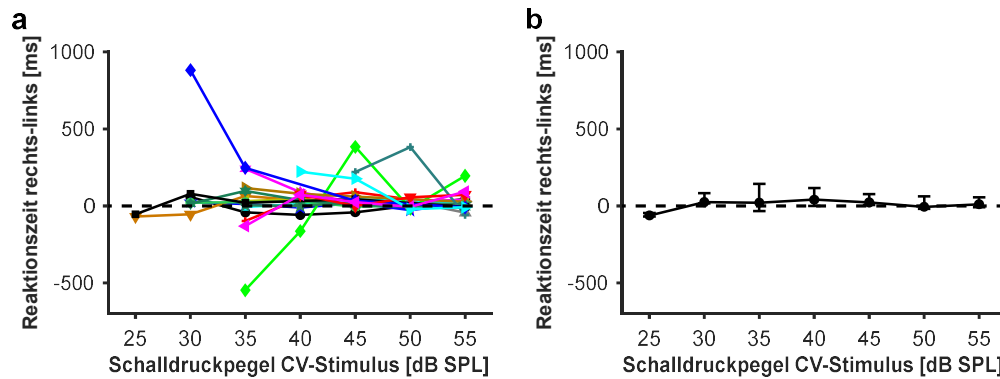 a
Reaktionszeit rechts-links [ms]
1000
500
0
-500
25 30 35 40 45 50 55
Schalldruckpegel CV-Stimulus [dB SPL]
b
Reaktionszeit rechts-links [ms]
1000
500
0
-500
25 30 35 40 45 50 55
Schalldruckpegel CV-Stimulus [dB SPL]